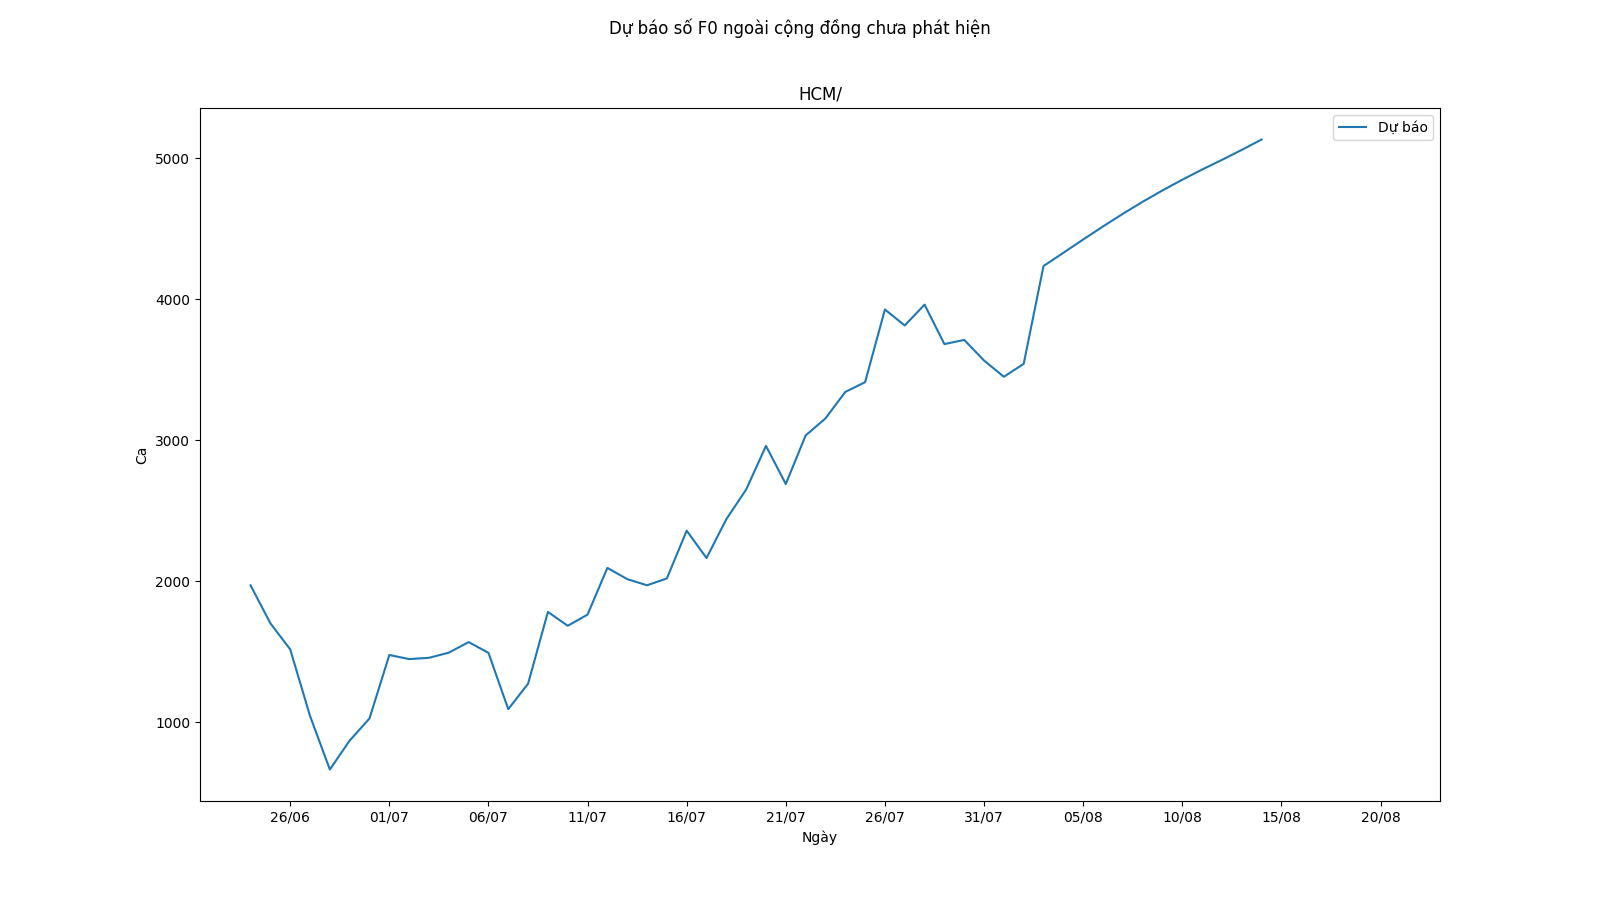 Dự báo số F0 ngoài cộng đồng chưa phát hiện
HCM/
Dự báo
5000
4000
3000
2000
1000
Ca
26/06 01/07 06/07 11/07 16/07 21/07 26/07 31/07 05/08 10/08 15/08 20/08
Ngày